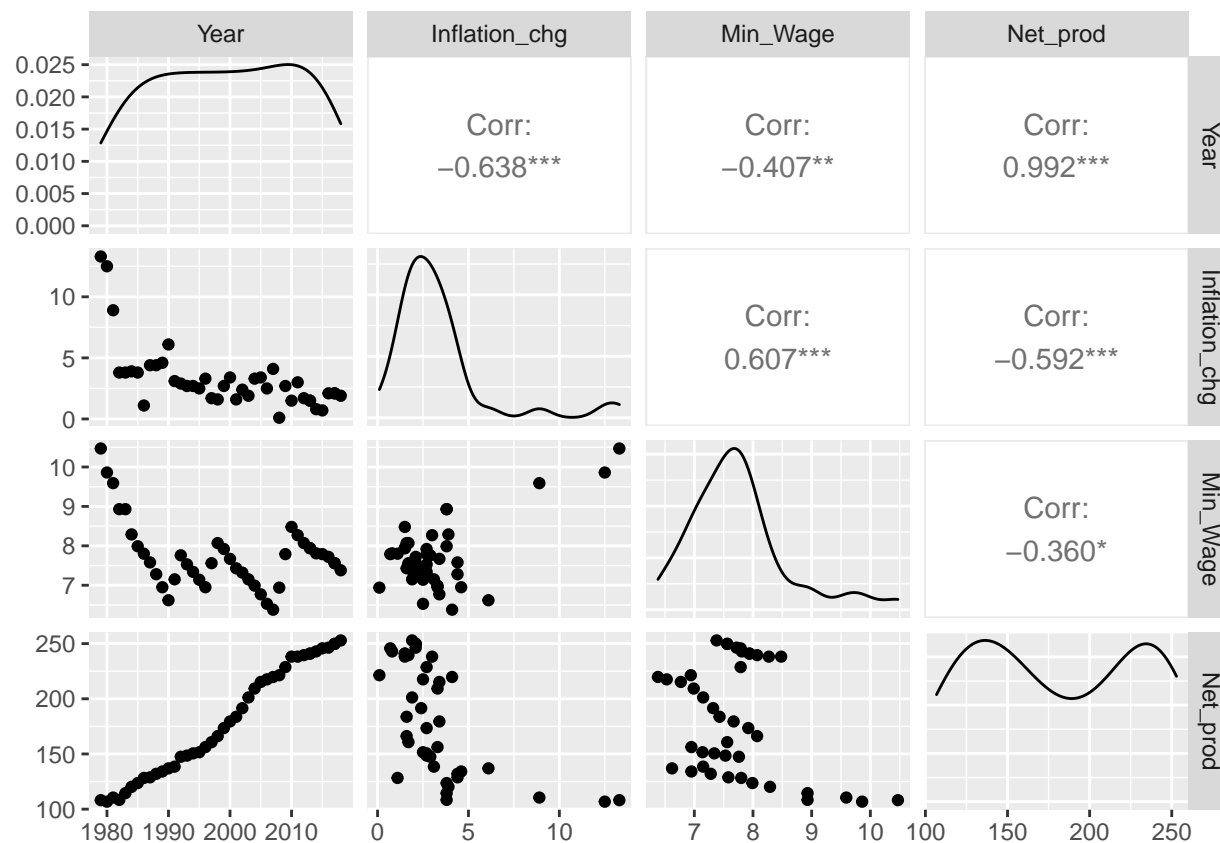 Year
Inflation_chg
Min_Wage
Net_prod
0.025
0.020
0.015
0.010
0.005
0.000
Corr:
−0.638***
Corr:
−0.407**
Corr:
0.992***
Year
10
5
0
Corr:
0.607***
Corr:
−0.592***
Inflation_chg
10
9
8
7
Corr:
−0.360*
Min_Wage
250
200
150
100
Net_prod
1980 1990 2000 2010
0 5 10
7 8 9 10
100 150 200 250